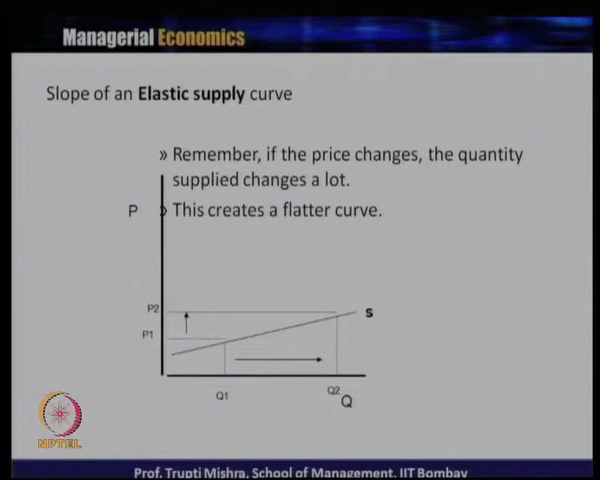 Managerial Economics
Slope of an Elastic supply curve
» Remember, if the price changes, the quantity
supplied changes a lot.
P
» This creates a flatter curve.
P2
S
P1
Q1
Q2
Q
NPTEL
Prof. Trupti Mishra, School of Management, IIT Bombay